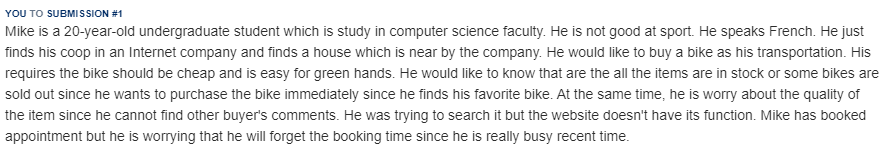 YOU TO SUBMISSION #1
Mike is a 20-year-old undergraduate student which is study in computer science faculty. He is not good at sport. He speaks French. He just
finds his coop in an Internet company and finds a house which is near by the company. He would like to buy a bike as his transportation. His
requires the bike should be cheap and is easy for green hands. He would like to know that are the all the items are in stock or some bikes are
sold out since he wants to purchase the bike immediately since he finds his favorite bike. At the same time, he is worry about the quality of
the item since he cannot find other buyer's comments. He was trying to search it but the website doesn't have its function. Mike has booked
appointment but he is worrying that he will forget the booking time since he is really busy recent time.